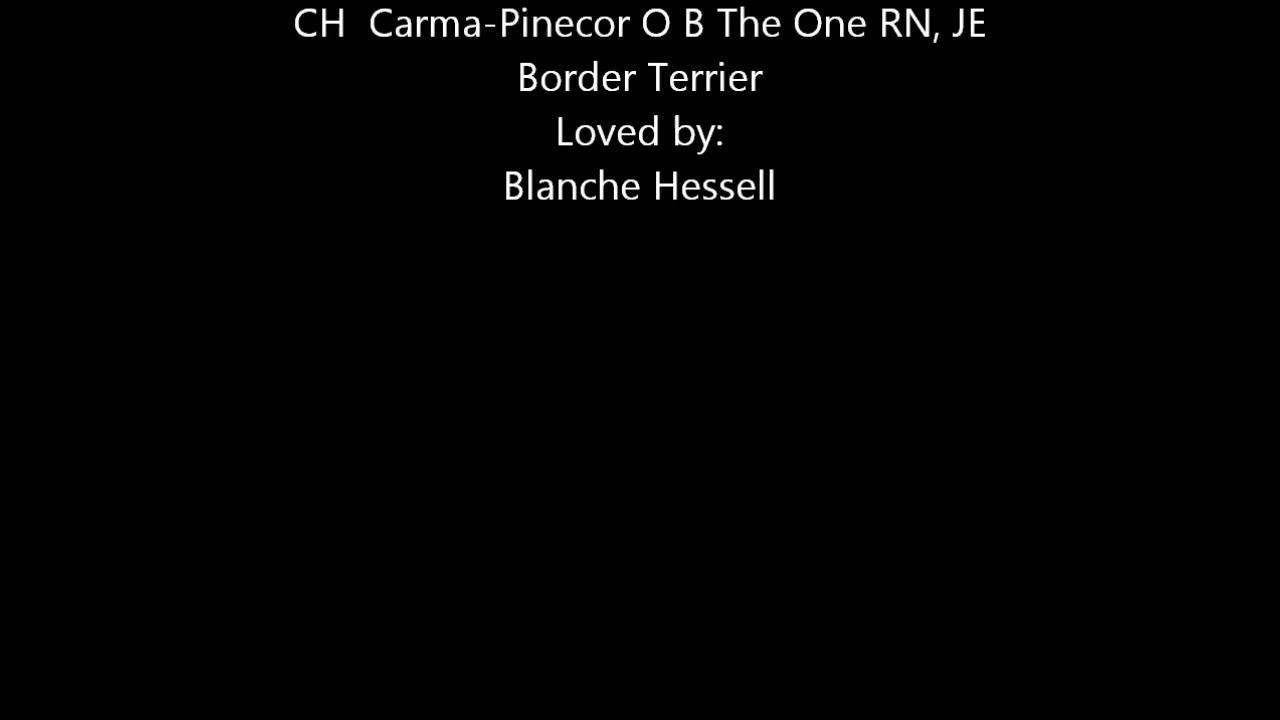 CH  Carma-Pinecor O B The One RN, JE
Border Terrier
Loved by:
Blanche Hessell